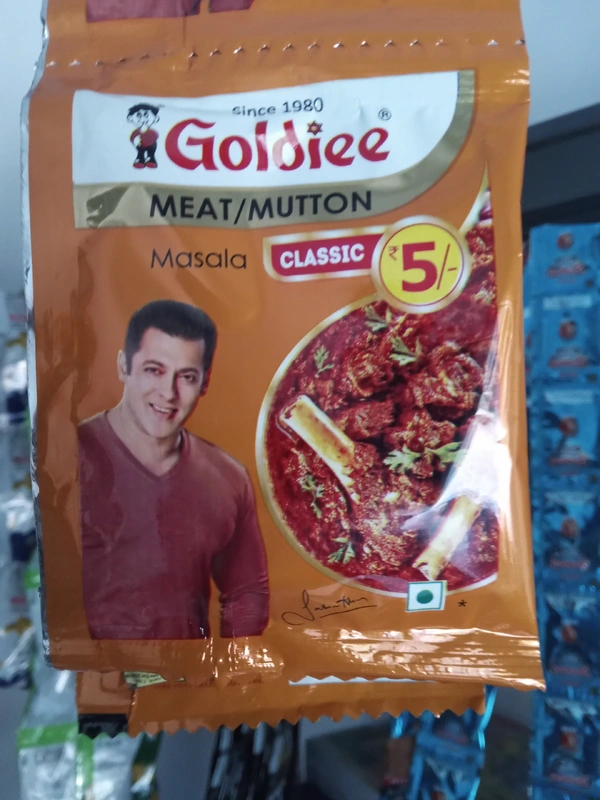 since 1980
Goldiee®
MEAT/MUTTON
Masala
CLASSIC
₹5/-
*